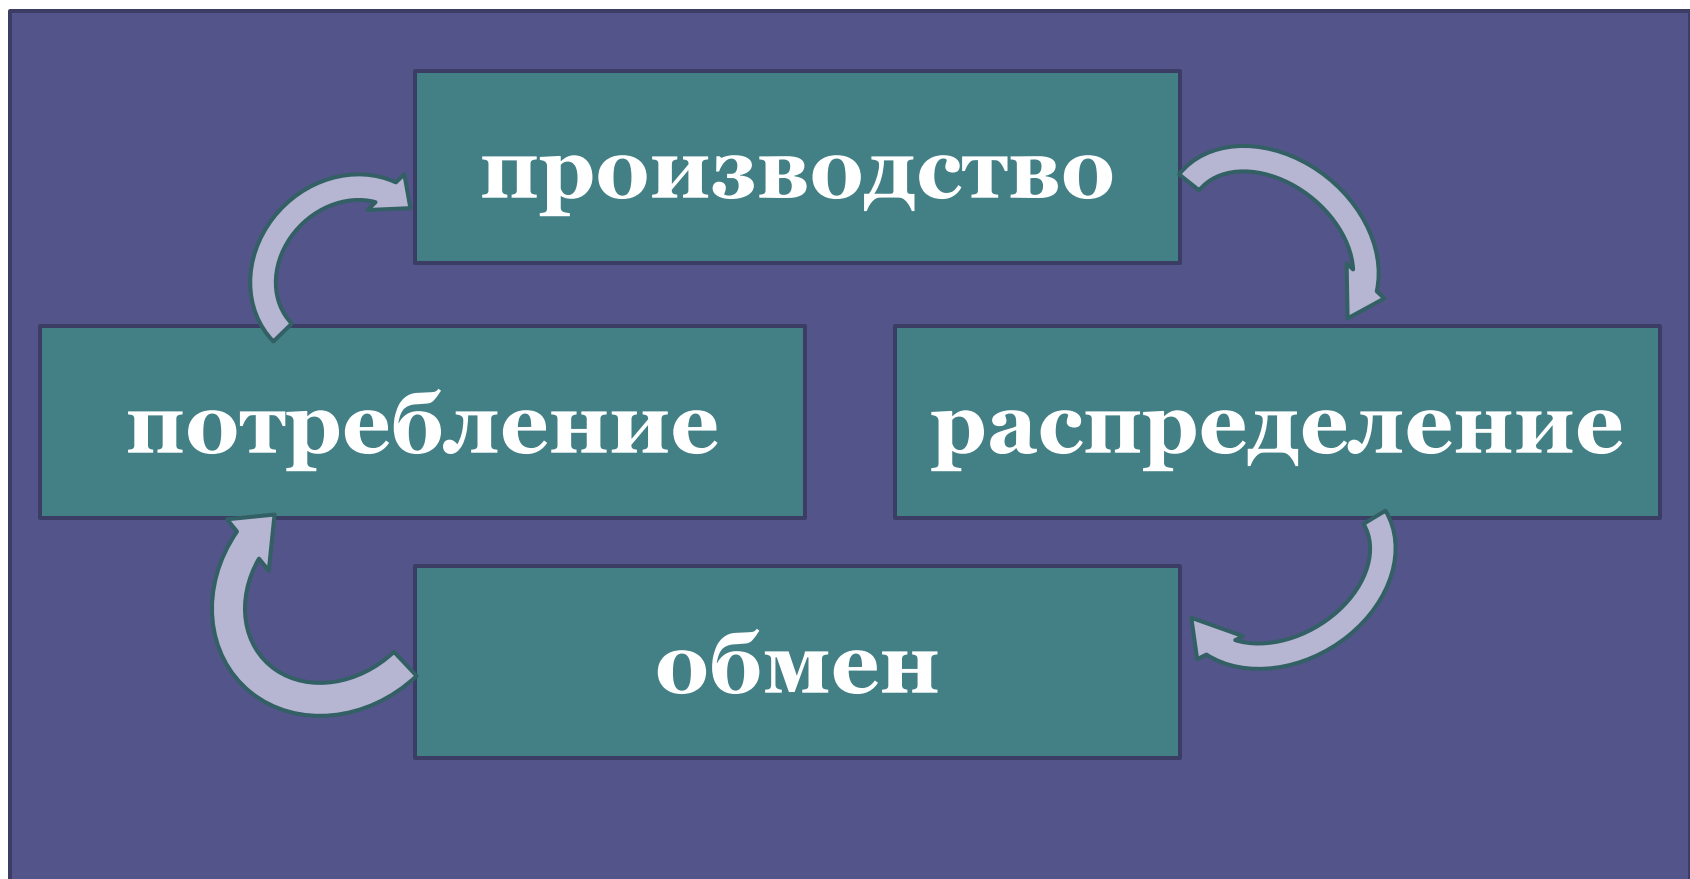 производство
потребление
распределение
обмен